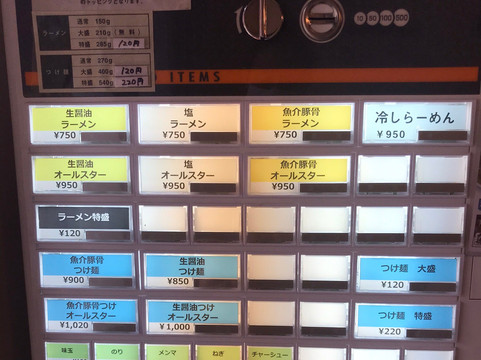 ラーメン
通常 150g
大盛 210g (無料)
特盛 285g 120円
つけ麺
通常 270g
大盛 400g 120円
特盛 540g 220円
ITEMS
10 50 100 500
生醤油
ラーメン
¥750
塩
ラーメン
¥750
魚介豚骨
ラーメン
¥750
冷しらーめん
¥950
生醤油
オールスター
¥950
塩
オールスター
¥950
魚介豚骨
オールスター
¥950
ラーメン特盛
¥120
魚介豚骨
つけ麺
¥900
生醤油
つけ麺
¥850
つけ麺 大盛
¥120
魚介豚骨つけ
オールスター
¥1,020
生醤油つけ
オールスター
¥1,000
つけ麺 特盛
¥220
味玉
のり
メンマ
ねぎ
チャーシュー